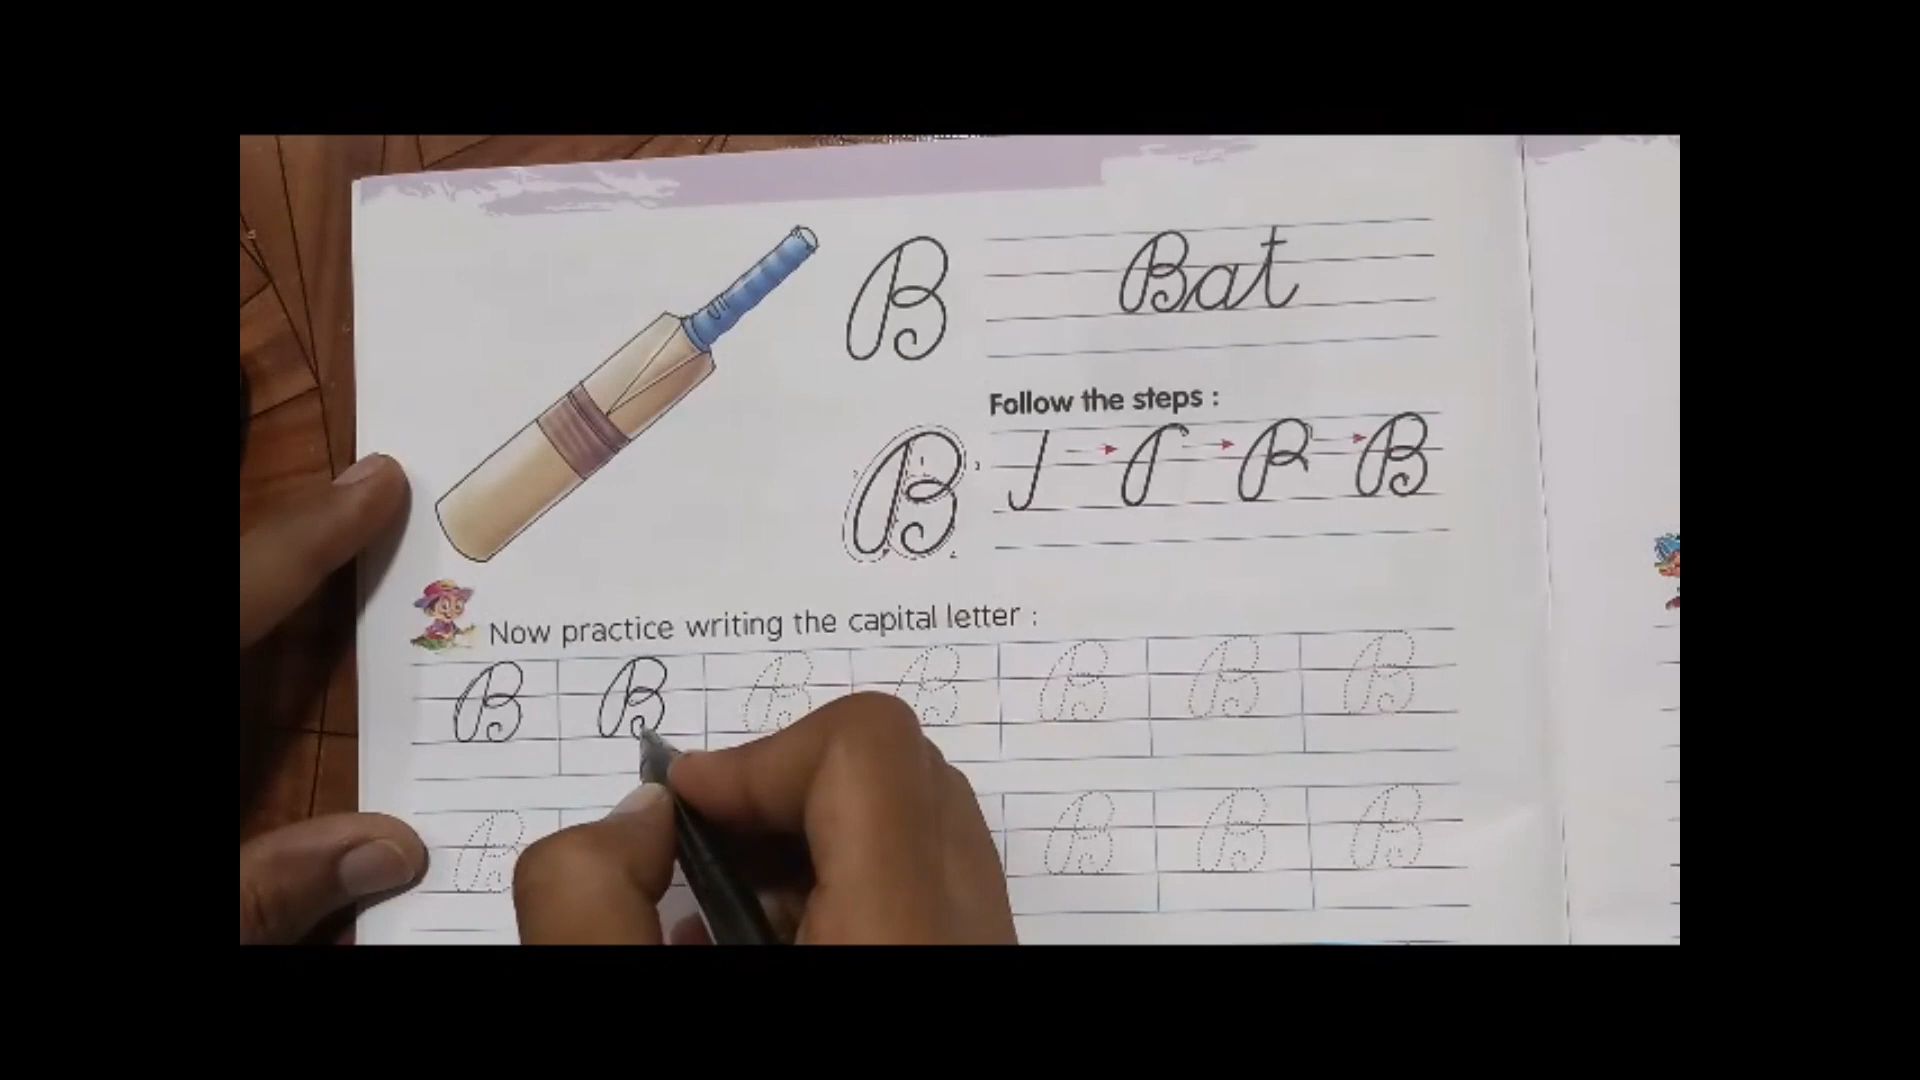 B Bat
Follow the steps :
B B
Now practice writing the capital letter :
B B B B B B B
B B B B